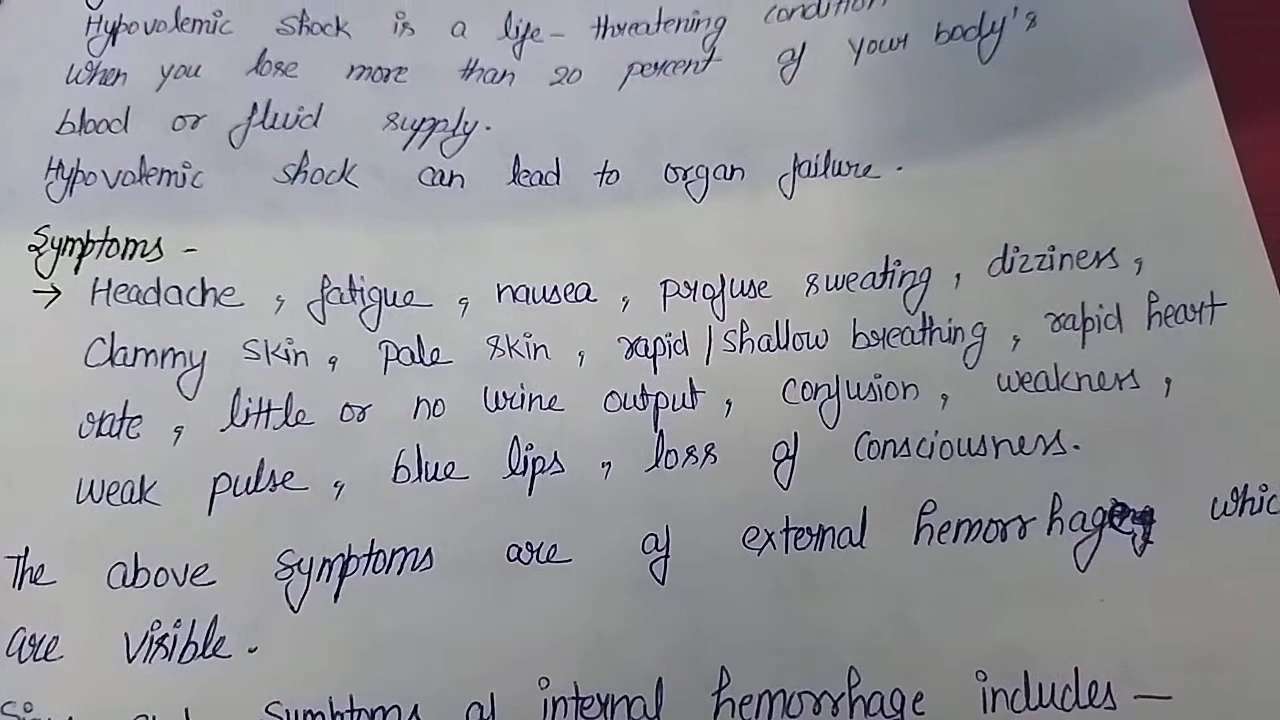 Hypovolemic shock is a life-threatening condition
when you lose more than 20 percent of your body's
blood or fluid supply.
Hypovolemic shock can lead to organ failure.
Symptoms -
→ Headache, fatigue, nausea, profuse sweating, dizziness,
Clammy skin, pale skin, rapid/shallow breathing, rapid heart
rate, little or no urine output, confusion, weakness,
weak pulse, blue lips, loss of consciousness.
The above symptoms are of external hemorrhage whic
are visible.
symptoms of internal hemorrhage includes -